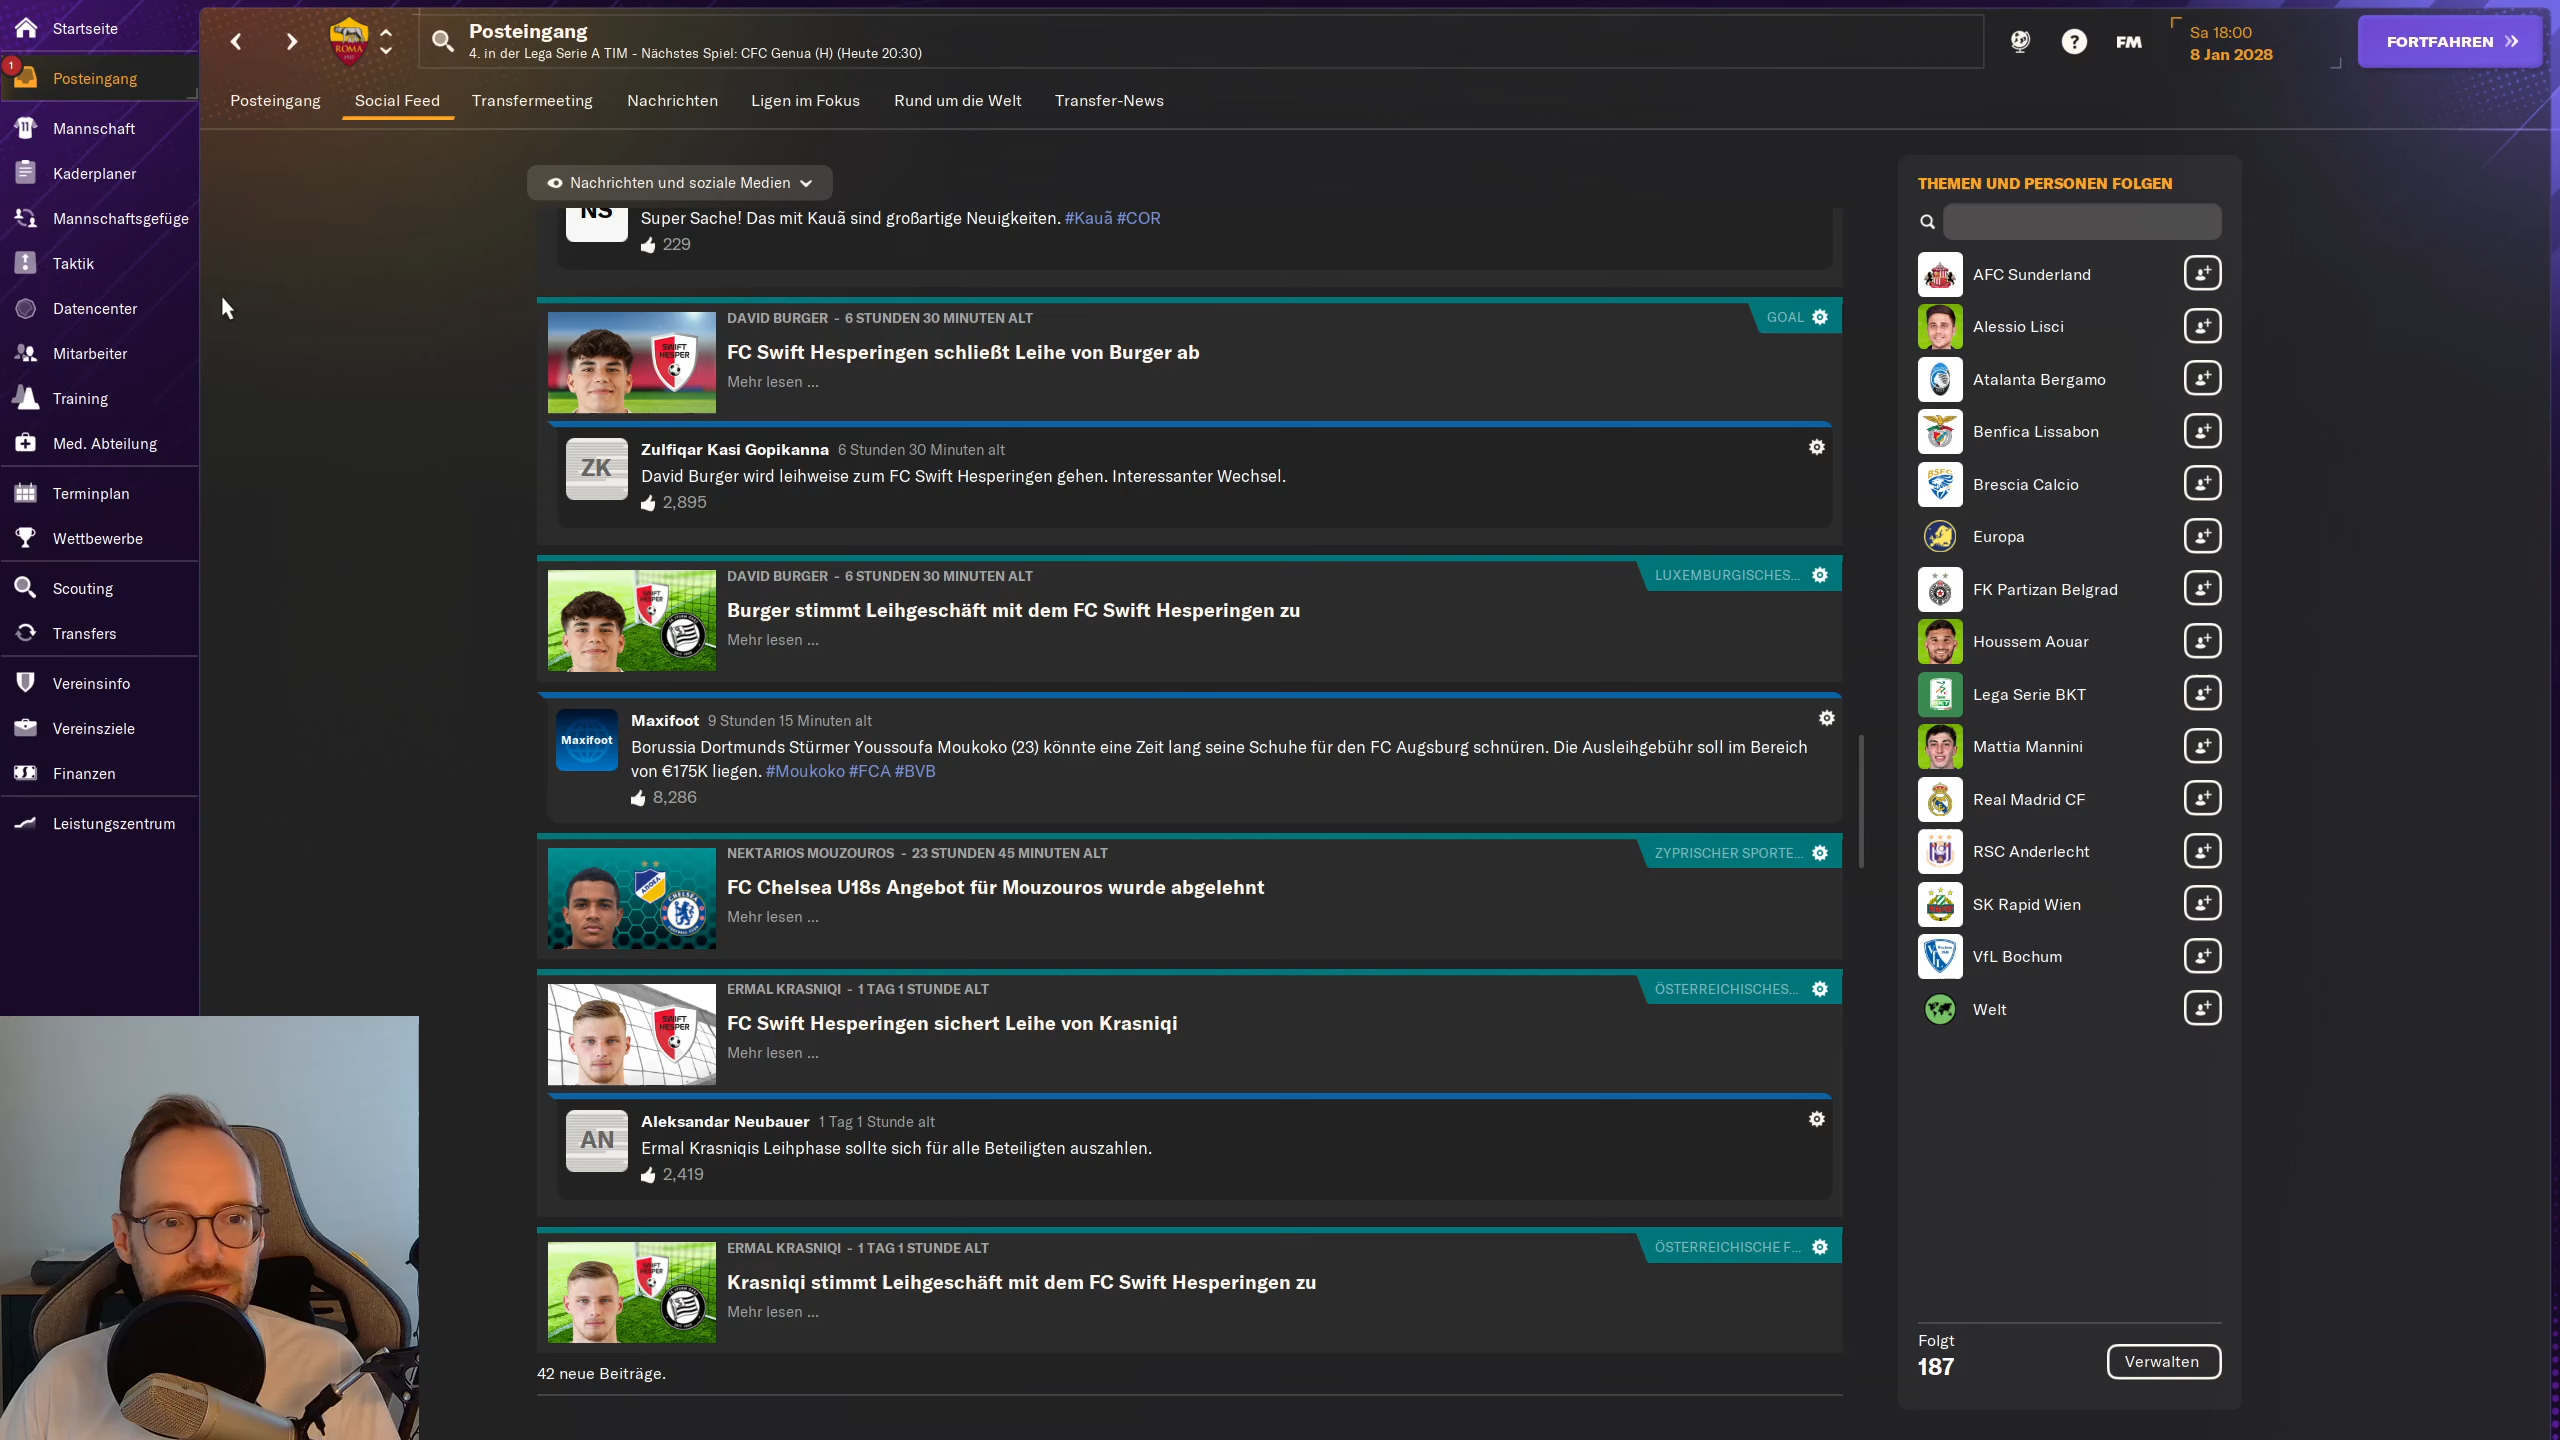 Startseite
1
Posteingang
Mannschaft
Kaderplaner
Mannschaftsgefüge
Taktik
Datencenter
Mitarbeiter
Training
Med. Abteilung
Terminplan
Wettbewerbe
Scouting
Transfers
Vereinsinfo
Vereinsziele
Finanzen
Leistungszentrum
ROMA
Posteingang
4. in der Lega Serie A TIM - Nächstes Spiel: CFC Genua (H) (Heute 20:30)
?
FM
Sa 18:00
8 Jan 2028
FORTFAHREN
Posteingang
Social Feed
Transfermeeting
Nachrichten
Ligen im Fokus
Rund um die Welt
Transfer-News
Nachrichten und soziale Medien
NS
Super Sache! Das mit Kauã sind großartige Neuigkeiten. #Kauã #COR
229
DAVID BURGER - 6 STUNDEN 30 MINUTEN ALT
GOAL
SWIFT
HESPER
FC Swift Hesperingen schließt Leihe von Burger ab
Mehr lesen ...
ZK
Zulfiqar Kasi Gopikanna 6 Stunden 30 Minuten alt
David Burger wird leihweise zum FC Swift Hesperingen gehen. Interessanter Wechsel.
2,895
DAVID BURGER - 6 STUNDEN 30 MINUTEN ALT
LUXEMBURGISCHES...
SWIFT
HESPER
Burger stimmt Leihgeschäft mit dem FC Swift Hesperingen zu
Mehr lesen ...
Maxifoot
Maxifoot 9 Stunden 15 Minuten alt
Borussia Dortmunds Stürmer Youssoufa Moukoko (23) könnte eine Zeit lang seine Schuhe für den FC Augsburg schnüren. Die Ausleihgebühr soll im Bereich
von €175K liegen. #Moukoko #FCA #BVB
8,286
NEKTARIOS MOUZOUROS - 23 STUNDEN 45 MINUTEN ALT
ZYPRISCHER SPORTE...
FC Chelsea U18s Angebot für Mouzouros wurde abgelehnt
Mehr lesen ...
ERMAL KRASNIQI - 1 TAG 1 STUNDE ALT
ÖSTERREICHISCHES...
SWIFT
HESPER
FC Swift Hesperingen sichert Leihe von Krasniqi
Mehr lesen ...
AN
Aleksandar Neubauer 1 Tag 1 Stunde alt
Ermal Krasniqis Leihphase sollte sich für alle Beteiligten auszahlen.
2,419
ERMAL KRASNIQI - 1 TAG 1 STUNDE ALT
ÖSTERREICHISCHE F...
SWIFT
HESPER
Krasniqi stimmt Leihgeschäft mit dem FC Swift Hesperingen zu
Mehr lesen ...
42 neue Beiträge.
THEMEN UND PERSONEN FOLGEN
AFC Sunderland
Alessio Lisci
Atalanta Bergamo
Benfica Lissabon
Brescia Calcio
Europa
FK Partizan Belgrad
Houssem Aouar
Lega Serie BKT
Mattia Mannini
Real Madrid CF
RSC Anderlecht
SK Rapid Wien
VfL Bochum
Welt
Folgt
187
Verwalten